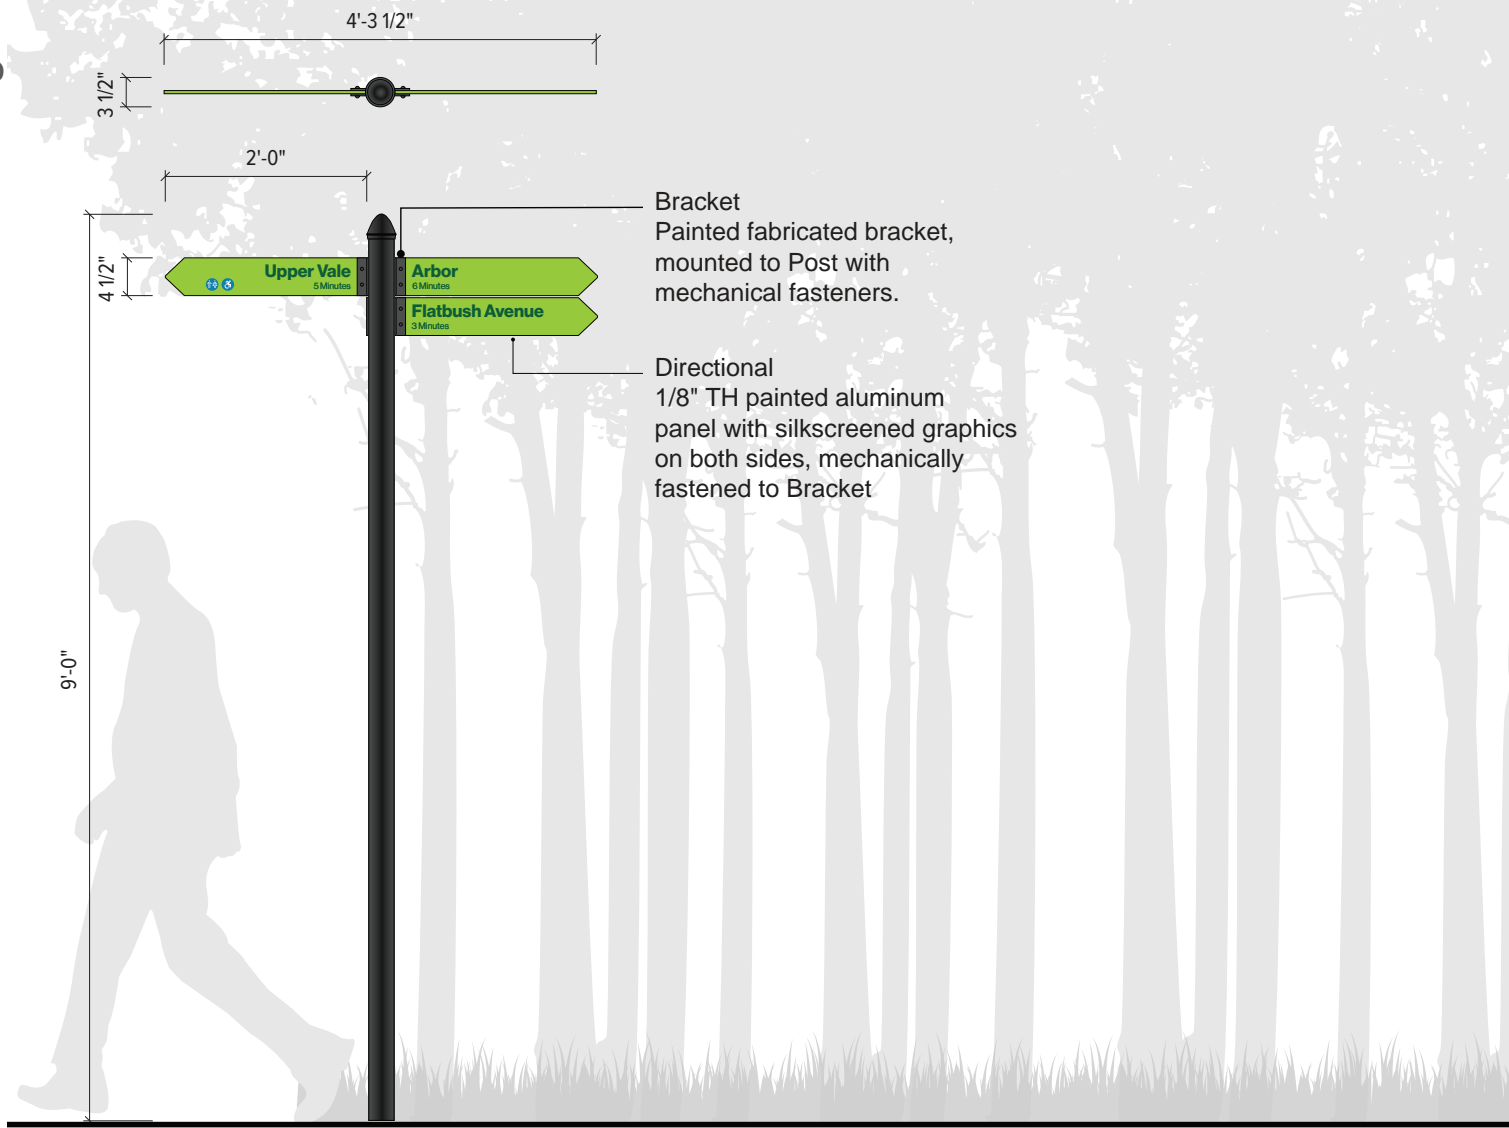 4'-3 1/2"
3 1/2"
2'-0"
4 1/2"
9'-0"
Upper Vale
5 Minutes
Arbor
6 Minutes
Flatbush Avenue
3 Minutes
Bracket
Painted fabricated bracket,
mounted to Post with
mechanical fasteners.
Directional
1/8" TH painted aluminum
panel with silkscreened graphics
on both sides, mechanically
fastened to Bracket